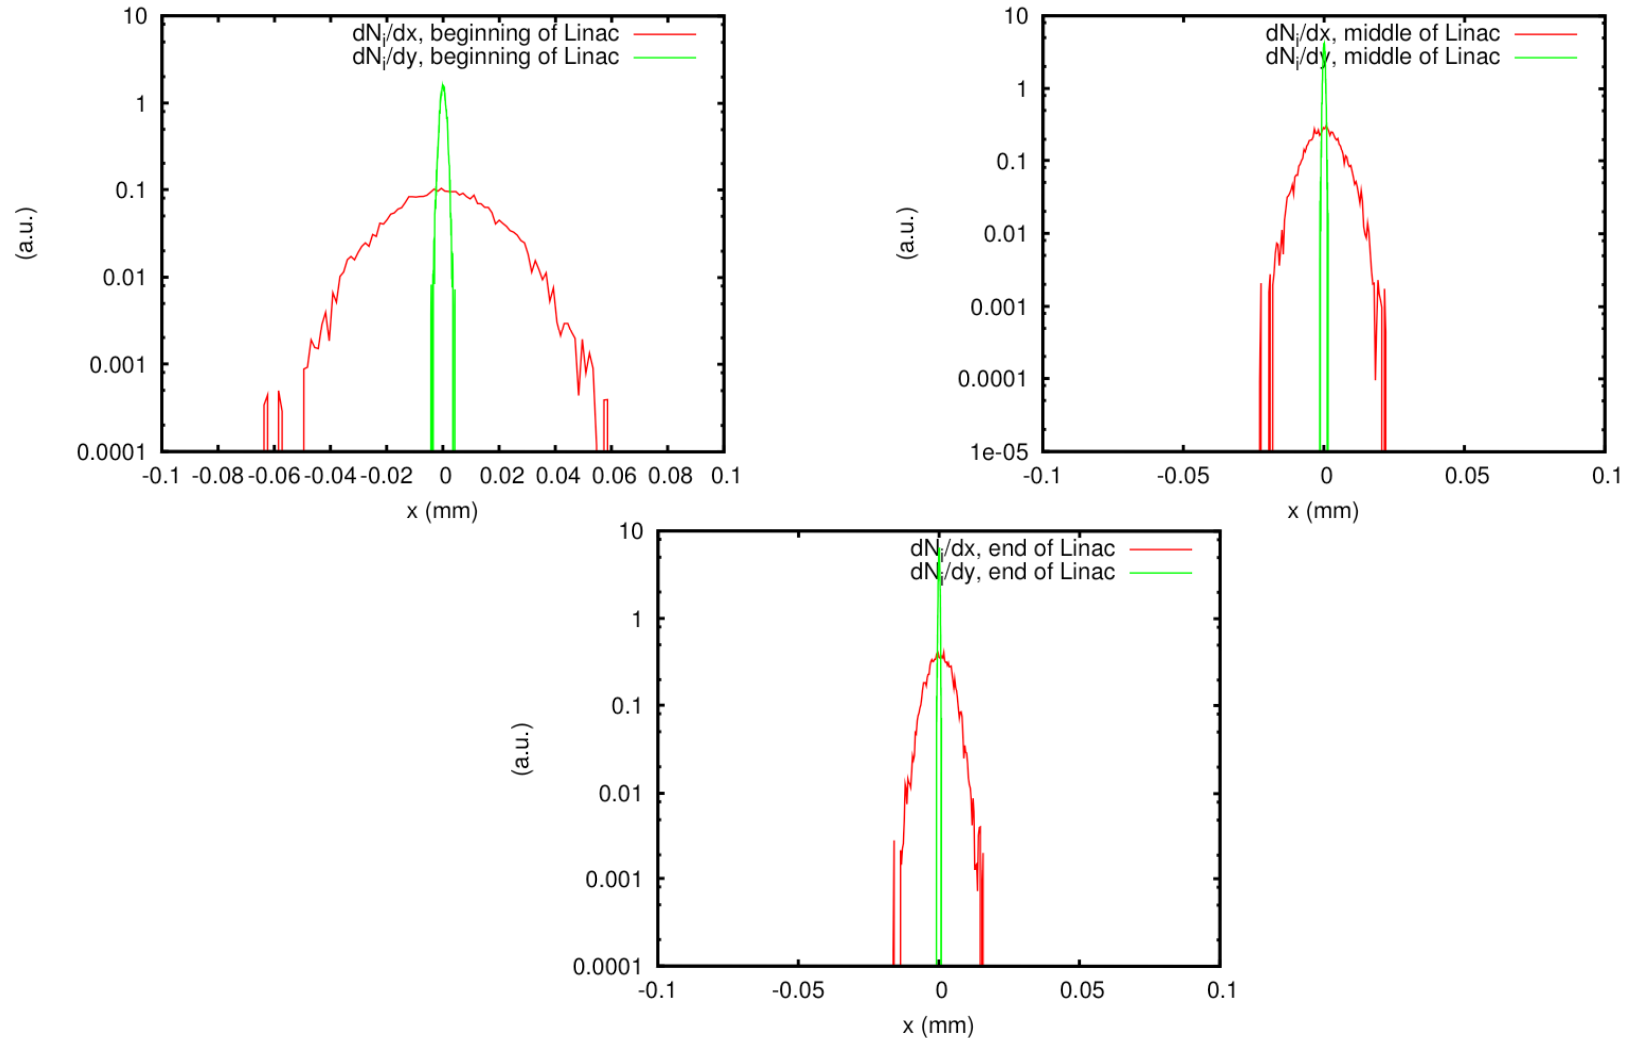 10
1
0.1
0.01
0.001
0.0001
(a.u.)
dNi/dx, beginning of Linac
dNi/dy, beginning of Linac
-0.1 -0.08 -0.06 -0.04 -0.02 0 0.02 0.04 0.06 0.08 0.1
x (mm)
10
1
0.1
0.01
0.001
0.0001
1e-05
(a.u.)
dNi/dx, middle of Linac
dNi/dy, middle of Linac
-0.1 -0.05 0 0.05 0.1
x (mm)
10
1
0.1
0.01
0.001
0.0001
(a.u.)
dNi/dx, end of Linac
dNi/dy, end of Linac
-0.1 -0.05 0 0.05 0.1
x (mm)